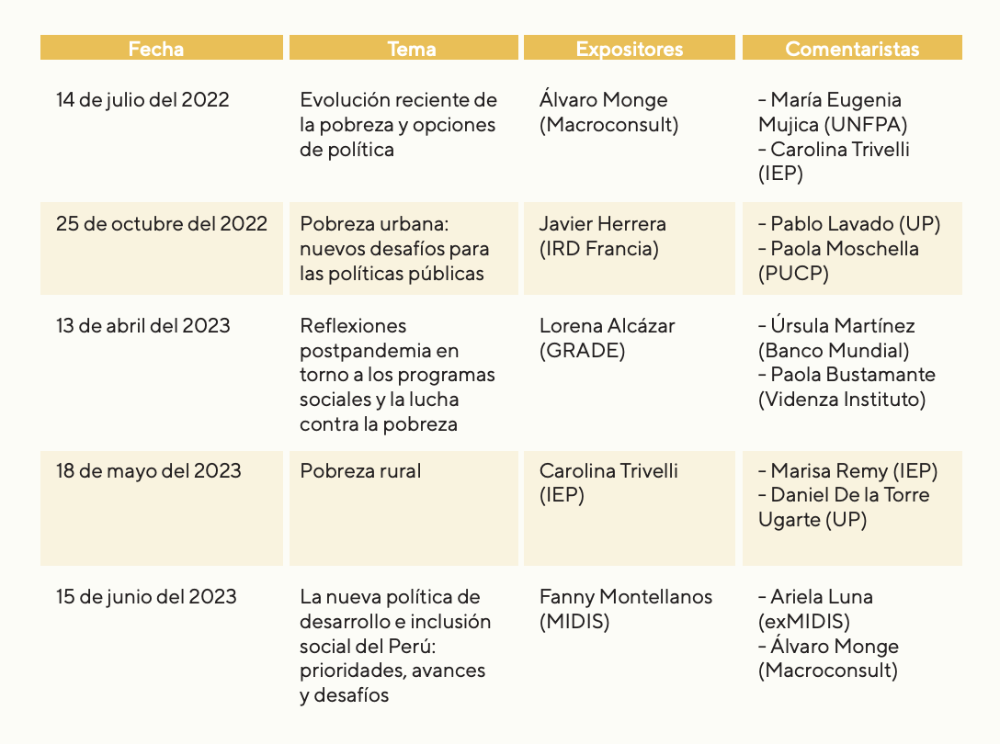 Fecha
Tema
Expositores
Comentaristas
14 de julio del 2022
Evolución reciente de
la pobreza y opciones
de política
Álvaro Monge
(Macroconsult)
- María Eugenia
Mujica (UNFPA)
- Carolina Trivelli
(IEP)
25 de octubre del 2022
Pobreza urbana:
nuevos desafíos para
las políticas públicas
Javier Herrera
(IRD Francia)
- Pablo Lavado (UP)
- Paola Moschella
(PUCP)
13 de abril del 2023
Reflexiones
postpandemia en
torno a los programas
sociales y la lucha
contra la pobreza
Lorena Alcázar
(GRADE)
- Úrsula Martínez
(Banco Mundial)
- Paola Bustamante
(Videnza Instituto)
18 de mayo del 2023
Pobreza rural
Carolina Trivelli
(IEP)
- Marisa Remy (IEP)
- Daniel De la Torre
Ugarte (UP)
15 de junio del 2023
La nueva política de
desarrollo e inclusión
social del Perú:
prioridades, avances
y desafíos
Fanny Montellanos
(MIDIS)
- Ariela Luna
(exMIDIS)
- Álvaro Monge
(Macroconsult)